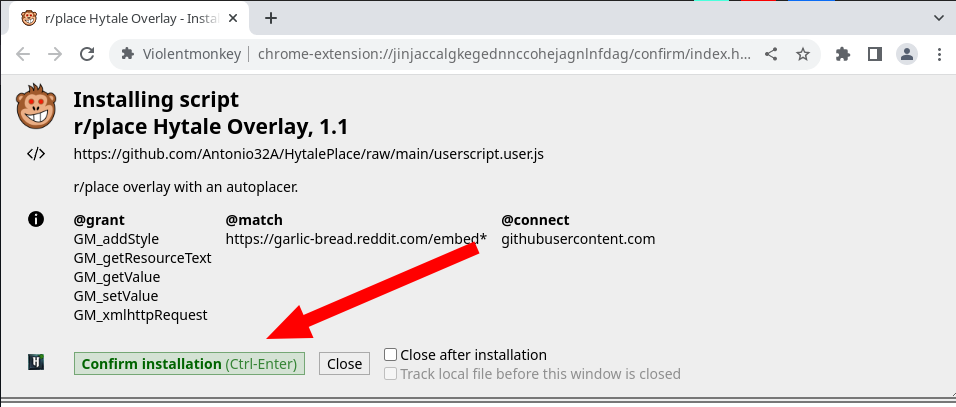 r/place Hytale Overlay - Instal
Violentmonkey chrome-extension://jinjaccalgkegednnccohejagnlnfdag/confirm/index.h...
Installing script
r/place Hytale Overlay, 1.1
https://github.com/Antonio32A/HytalePlace/raw/main/userscript.user.js
r/place overlay with an autoplacer.
@grant @match @connect
GM_addStyle https://garlic-bread.reddit.com/embed* githubusercontent.com
GM_getResourceText
GM_getValue
GM_setValue
GM_xmlhttpRequest
Confirm installation (Ctrl-Enter) Close Close after installation
Track local file before this window is closed